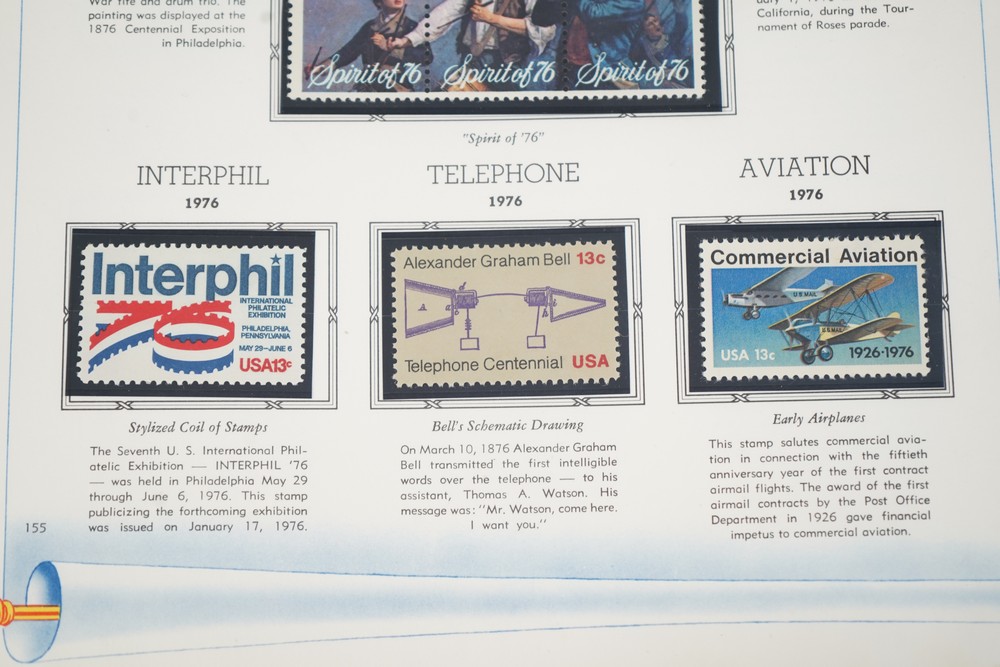 War fife and drum trio. The
painting was displayed at the
1876 Centennial Exposition
in Philadelphia.
California, during the Tour-
nament of Roses parade.
Spirit of 76 Spirit of 76 Spirit of 76
"Spirit of '76"
INTERPHIL
1976
Interphil
INTERNATIONAL
PHILATELIC
EXHIBITION
PHILADELPHIA,
PENNSYLVANIA
MAY 29–JUNE 6
USA13c
Stylized Coil of Stamps
The Seventh U. S. International Phil-
atelic Exhibition — INTERPHIL '76
— was held in Philadelphia May 29
through June 6, 1976. This stamp
publicizing the forthcoming exhibition
was issued on January 17, 1976.
TELEPHONE
1976
Alexander Graham Bell 13c
Telephone Centennial USA
Bell's Schematic Drawing
On March 10, 1876 Alexander Graham
Bell transmitted the first intelligible
words over the telephone — to his
assistant, Thomas A. Watson. His
message was: "Mr. Watson, come here.
I want you."
AVIATION
1976
Commercial Aviation
U.S. MAIL
U.S. MAIL
USA 13c 1926·1976
Early Airplanes
This stamp salutes commercial avia-
tion in connection with the fiftieth
anniversary year of the first contract
airmail flights. The award of the first
airmail contracts by the Post Office
Department in 1926 gave financial
impetus to commercial aviation.
155